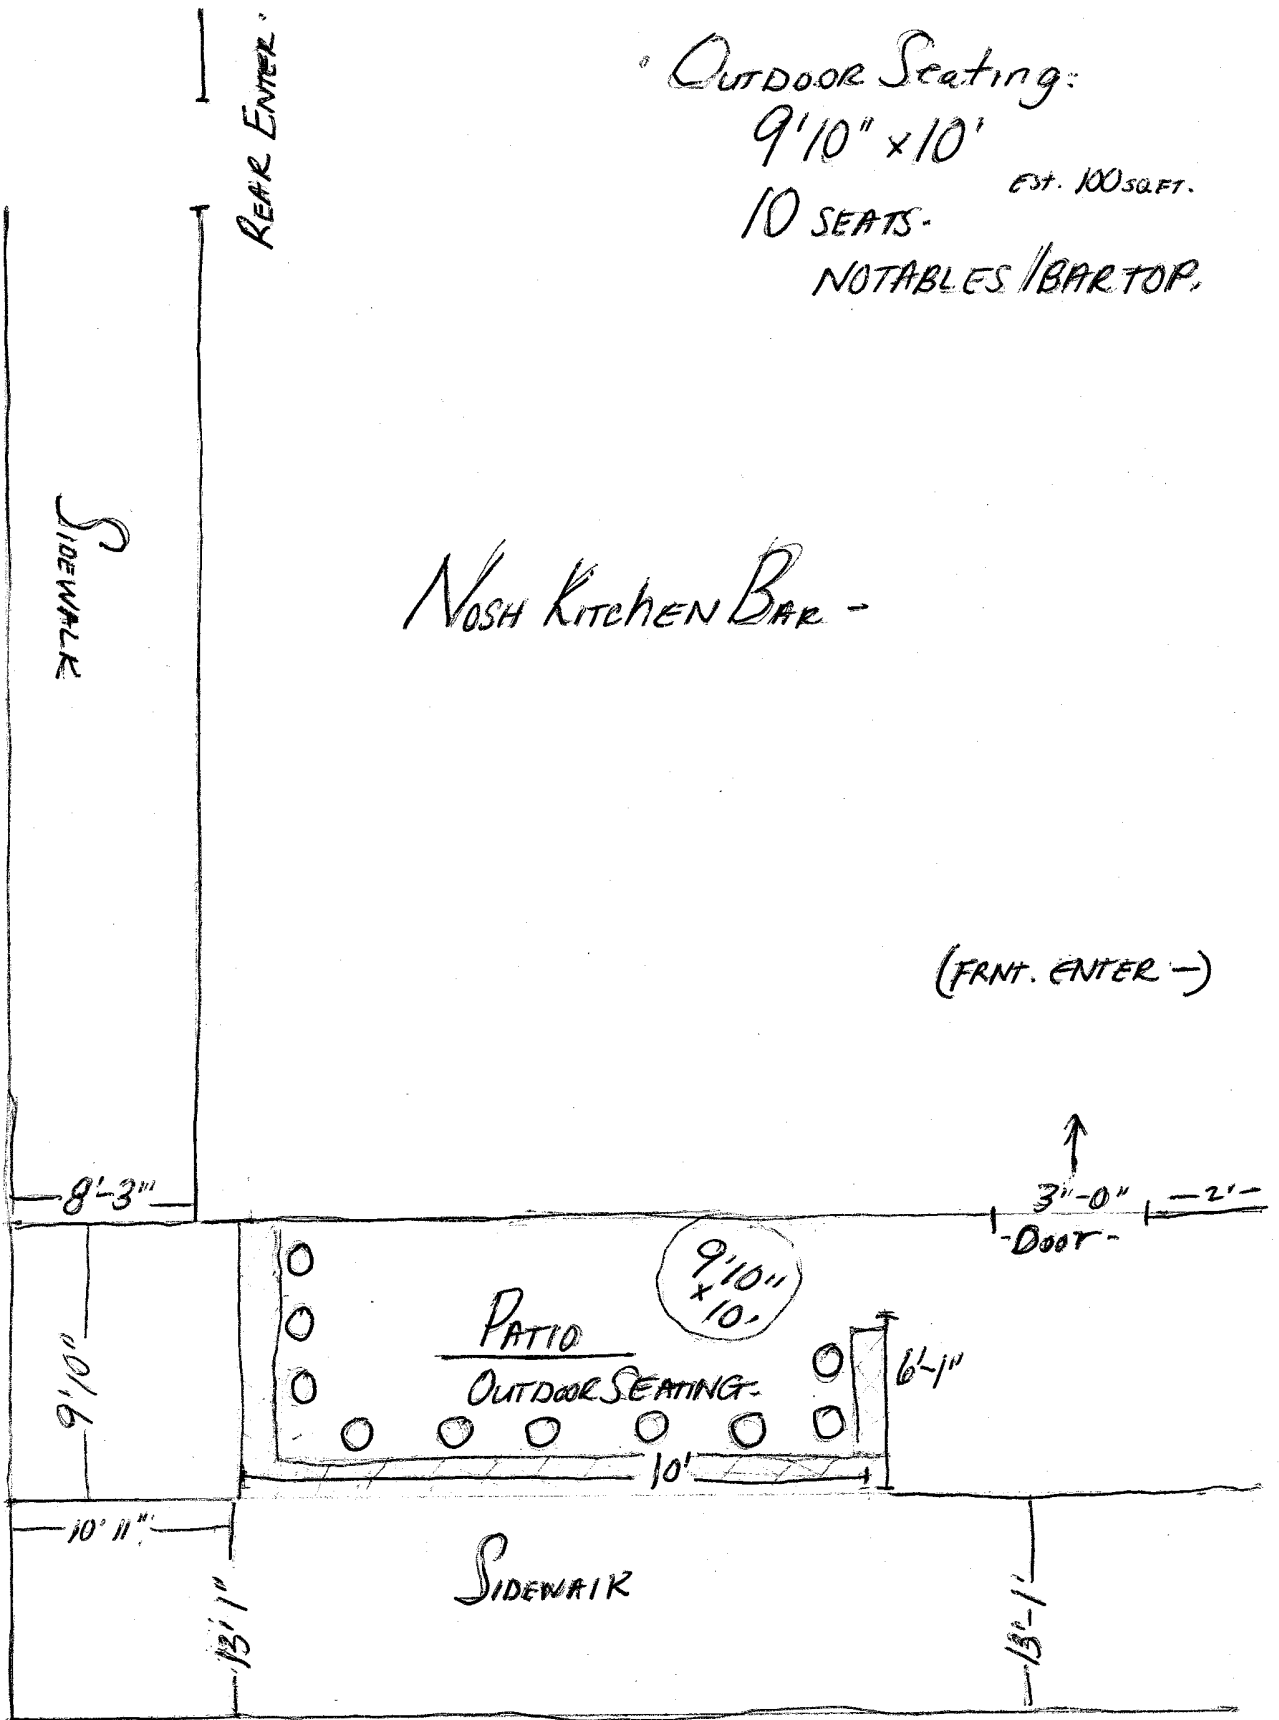 REAR ENTER.
OUTDOOR Seating:
9'10" x 10'
est. 100 SQ FT.
10 SEATS-
NO TABLES / BAR TOP.
SIDEWALK
NOSH KITCHEN BAR -
(FRNT. ENTER -)
8'-3"
3"-0"
2'
-Door-
9'10"
x
10.
PATIO
OUTDOOR SEATING-
6'-1"
9'10"
10'
10' 11"
SIDEWALK
13' 1"
13'-1'